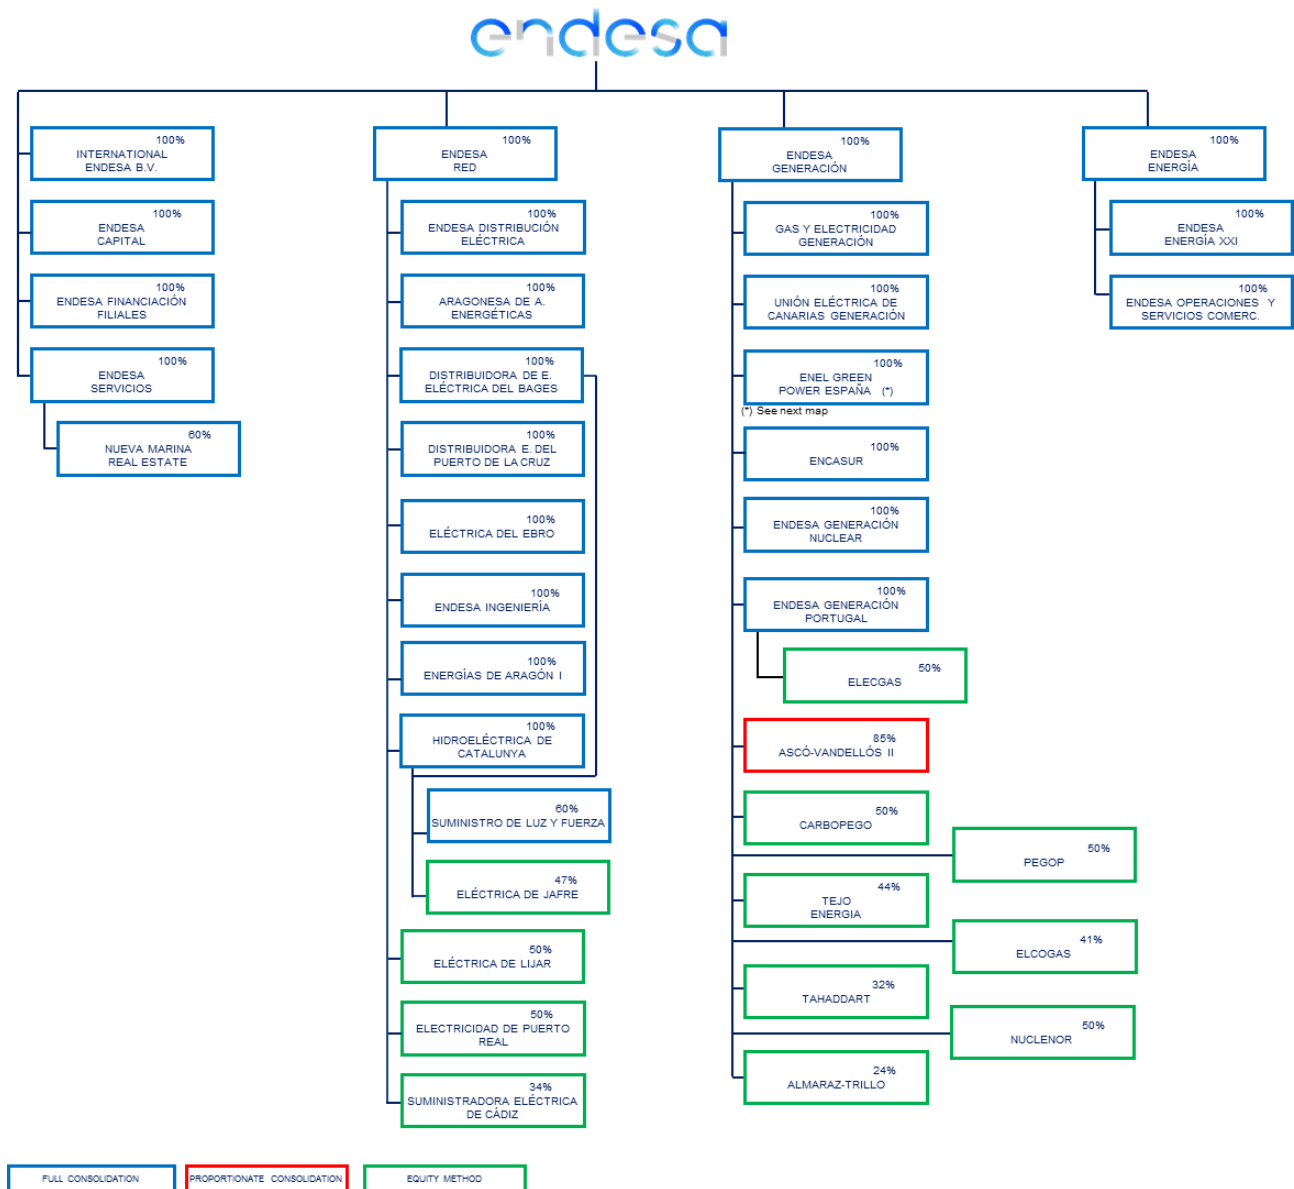 endesa
100%
INTERNATIONAL
ENDESA B.V.
100%
ENDESA
CAPITAL
100%
ENDESA FINANCIACIÓN
FILIALES
100%
ENDESA
SERVICIOS
60%
NUEVA MARINA
REAL ESTATE
100%
ENDESA
RED
100%
ENDESA DISTRIBUCIÓN
ELÉCTRICA
100%
ARAGONESA DE A.
ENERGÉTICAS
100%
DISTRIBUIDORA DE E.
ELÉCTRICA DEL BAGES
100%
DISTRIBUIDORA E. DEL
PUERTO DE LA CRUZ
100%
ELÉCTRICA DEL EBRO
100%
ENDESA INGENIERÍA
100%
ENERGÍAS DE ARAGÓN I
100%
HIDROELÉCTRICA DE
CATALUNYA
60%
SUMINISTRO DE LUZ Y FUERZA
47%
ELÉCTRICA DE JAFRE
50%
ELÉCTRICA DE LIJAR
50%
ELECTRICIDAD DE PUERTO
REAL
34%
SUMINISTRADORA ELÉCTRICA
DE CÁDIZ
100%
ENDESA
GENERACIÓN
100%
GAS Y ELECTRICIDAD
GENERACIÓN
100%
UNIÓN ELÉCTRICA DE
CANARIAS GENERACIÓN
100%
ENEL GREEN
POWER ESPAÑA (*)
(*) See next map
100%
ENCASUR
100%
ENDESA GENERACIÓN
NUCLEAR
100%
ENDESA GENERACIÓN
PORTUGAL
50%
ELECGAS
85%
ASCÓ-VANDELLÓS II
50%
CARBOPEGO
50%
PEGOP
44%
TEJO
ENERGIA
41%
ELCOGAS
32%
TAHADDART
50%
NUCLENOR
24%
ALMARAZ-TRILLO
100%
ENDESA
ENERGÍA
100%
ENDESA
ENERGÍA XXI
100%
ENDESA OPERACIONES Y
SERVICIOS COMERC.
FULL CONSOLIDATION
PROPORTIONATE CONSOLIDATION
EQUITY METHOD